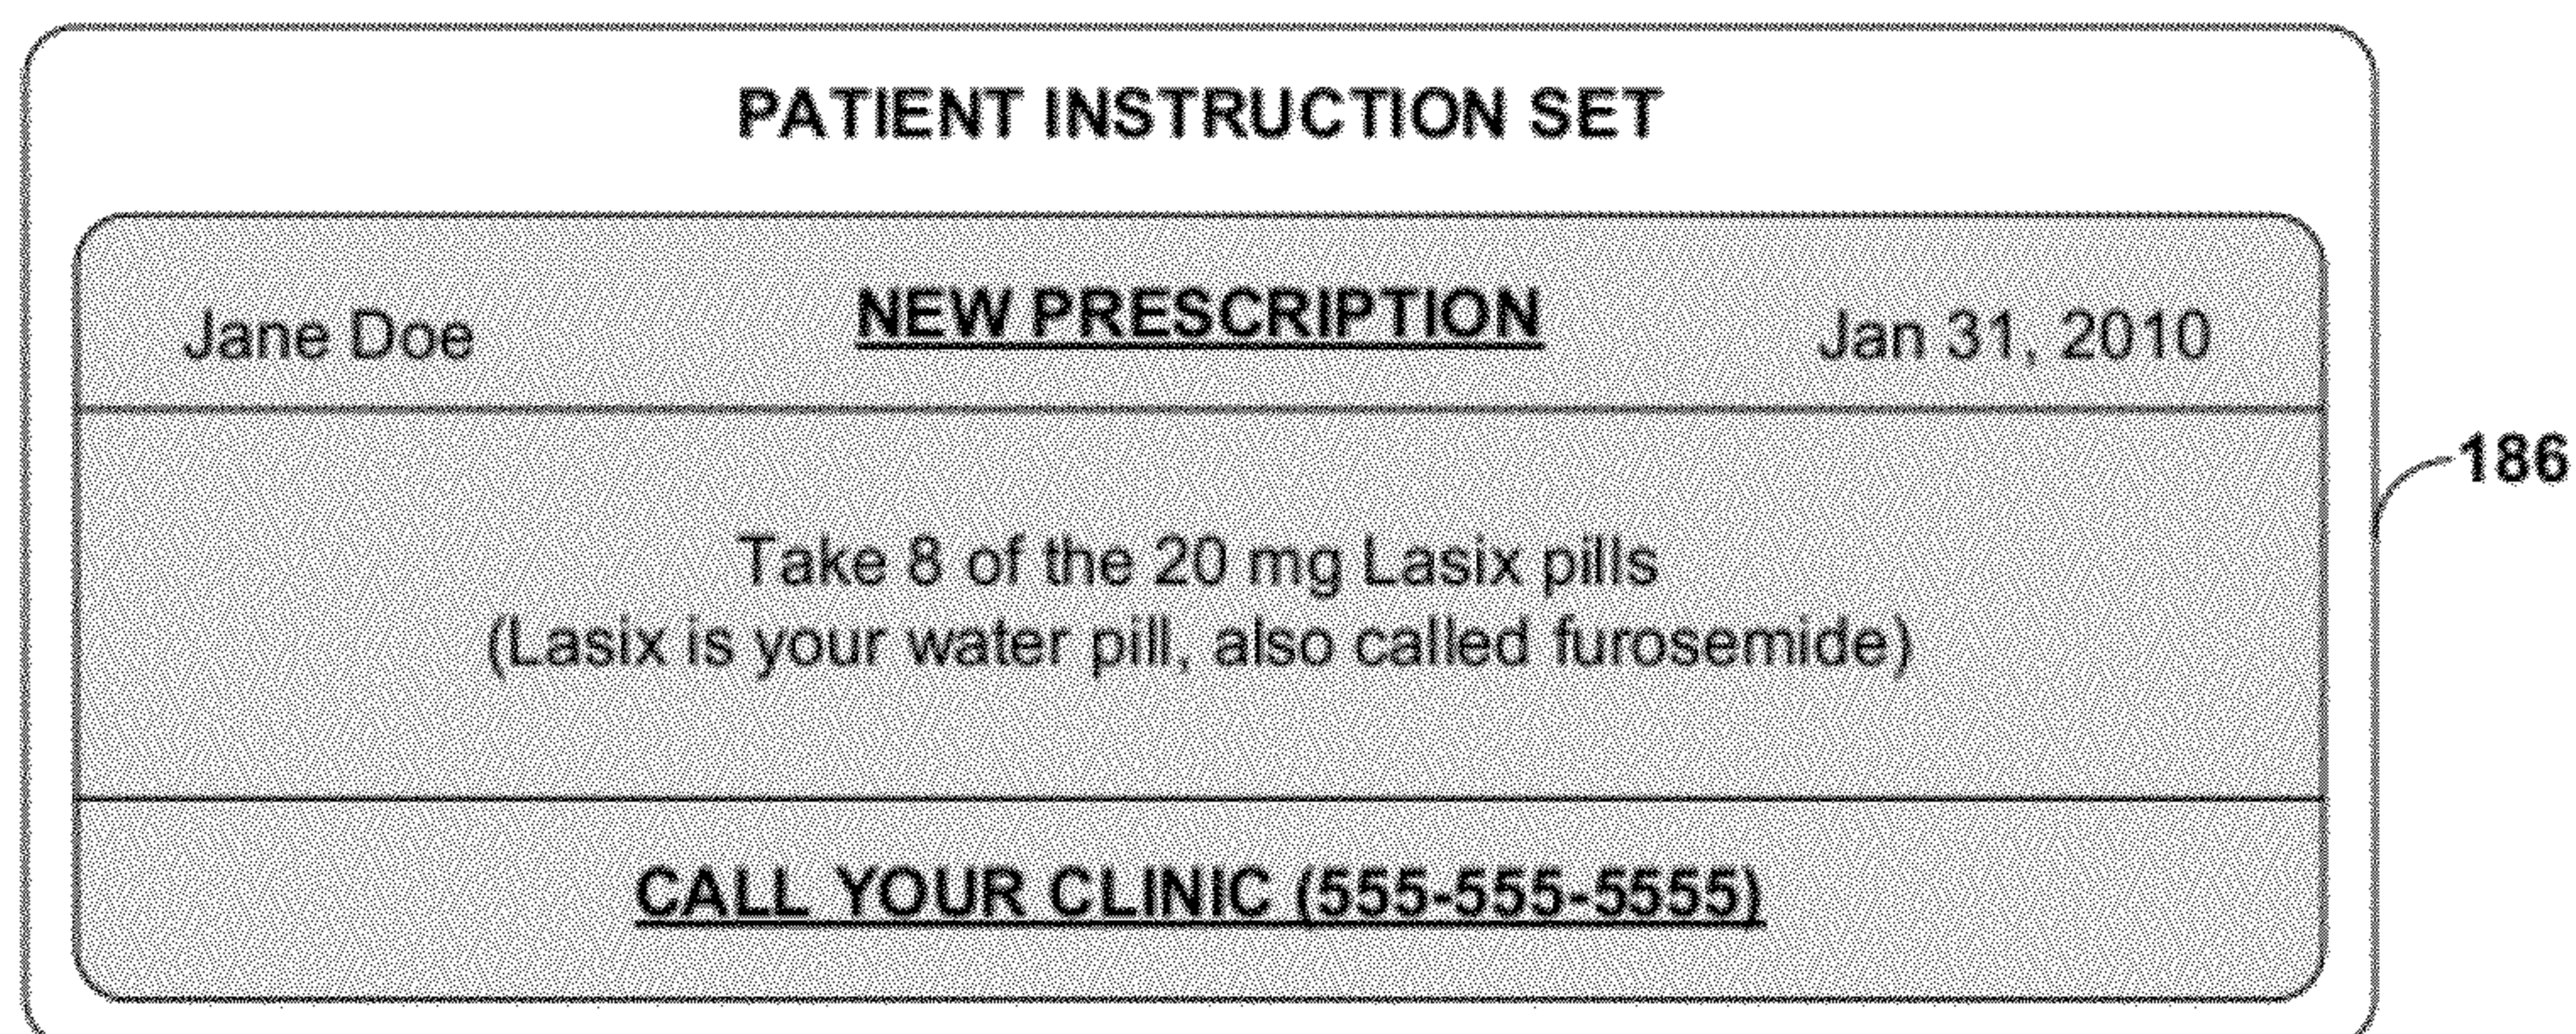 PATIENT INSTRUCTION SET
Jane Doe NEW PRESCRIPTION Jan 31, 2010
186
Take 8 of the 20 mg Lasix pills
(Lasix is your water pill, also called furosemide)
CALL YOUR CLINIC (555-555-5555)